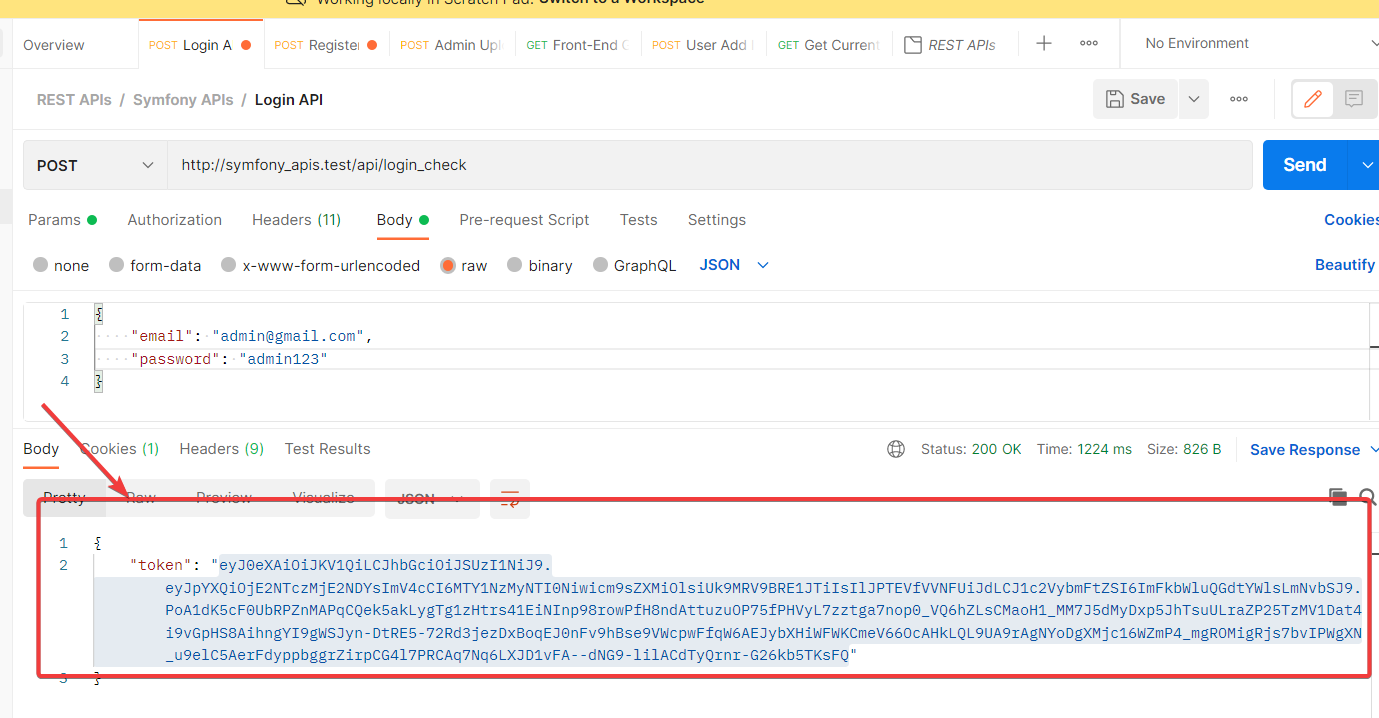 Working locally in Scratch Pad. Switch to a Workspace
Overview
POST Login A
POST Register
POST Admin Up
GET Front-End
POST User Add
GET Get Current
REST APIs
No Environment
REST APIs / Symfony APIs / Login API
Save
POST
http://symfony_apis.test/api/login_check
Send
Params Authorization Headers (11) Body Pre-request Script Tests Settings Cookies
none form-data x-www-form-urlencoded raw binary GraphQL JSON Beautify
1 {
2 "email": "admin@gmail.com",
3 "password": "admin123"
4 }
Body Cookies (1) Headers (9) Test Results Status: 200 OK Time: 1224 ms Size: 826 B Save Response
Pretty Raw Preview Visualize JSON
1 {
2 "token": "eyJ0eXAiOiJKV1QiLCJhbGciOiJSUzI1NiJ9.
eyJpYXQiOjE2NTczMjE2NDYsImV4cCI6MTY1NzMyNTI0Niwicm9sZXMiOlsiUk9MRV9BRE1JTiIsIlJPTEVfVVNFUiJdLCJ1c2VybmFtZSI6ImFkbWluQGdtYWlsLmNvbSJ9.
PoA1dK5cF0UbRPZnMAPqCQek5akLygTg1zHtrs41EiNInp98rowPfH8ndAttuzuOP75fPHVyL7zztga7nop0_VQ6hZLsCMaoH1_MM7J5dMyDxp5JhTsuULraZP25TzMV1Dat4
i9vGpHS8AihngYI9gWSJyn-DtRE5-72Rd3jezDxBoqEJ0nFv9hBse9VWcpwFfqW6AEJybXHiWFWKCmeV66OcAHkLQL9UA9rAgNYoDgXMjc16WZmP4_mgROMigRjs7bvIPWgXN
_u9elC5AerFdyppbggrZirpCG4l7PRCAq7Nq6LXJD1vFA--dNG9-lilACdTyQrnr-G26kb5TKsFQ"
3 }